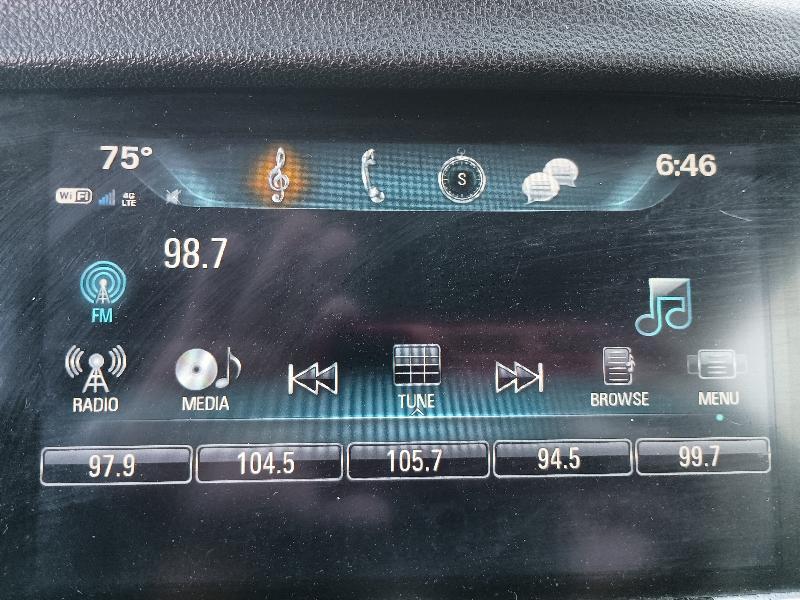 75° S 6:46
WiFi 4G LTE
98.7
FM
RADIO MEDIA TUNE BROWSE MENU
97.9 104.5 105.7 94.5 99.7